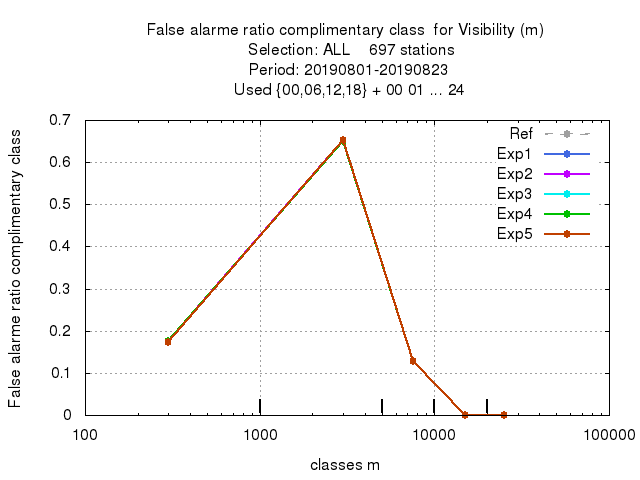 False alarme ratio complimentary class  for Visibility (m)
Selection: ALL    697 stations
Period: 20190801-20190823
Used {00,06,12,18} + 00 01 ... 24
False alarme ratio complimentary class
0.7
0.6
0.5
0.4
0.3
0.2
0.1
0
Ref
Exp1
Exp2
Exp3
Exp4
Exp5
100
1000
10000
100000
classes m